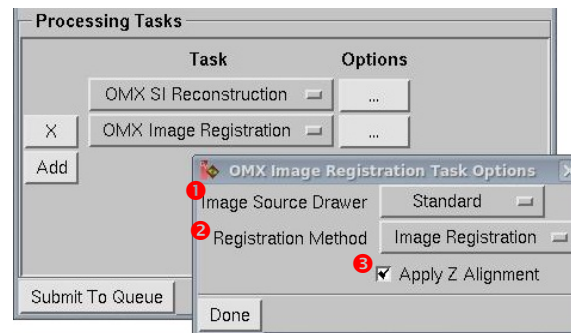 Processing Tasks
Task Options
OMX SI Reconstruction ...
X OMX Image Registration ...
Add
OMX Image Registration Task Options X
1
Image Source Drawer Standard
2 Registration Method Image Registration
3 Apply Z Alignment
Submit To Queue
Done